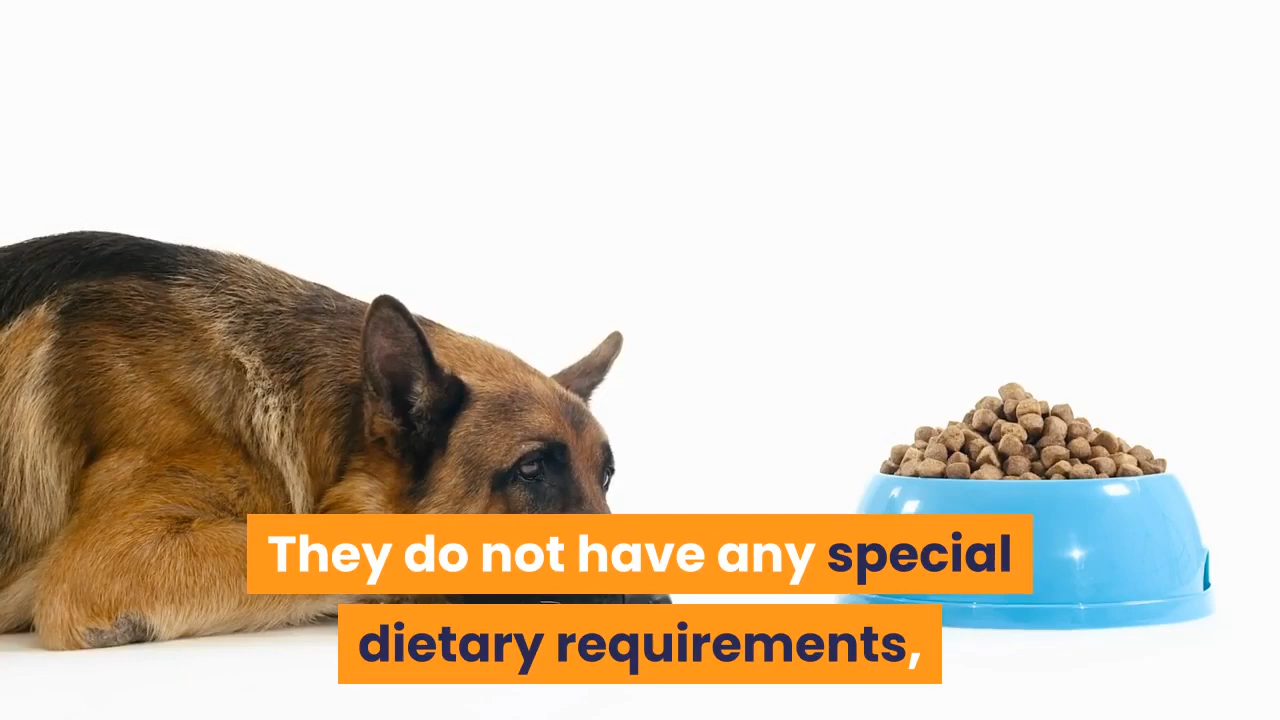 They do not have any special
dietary requirements,